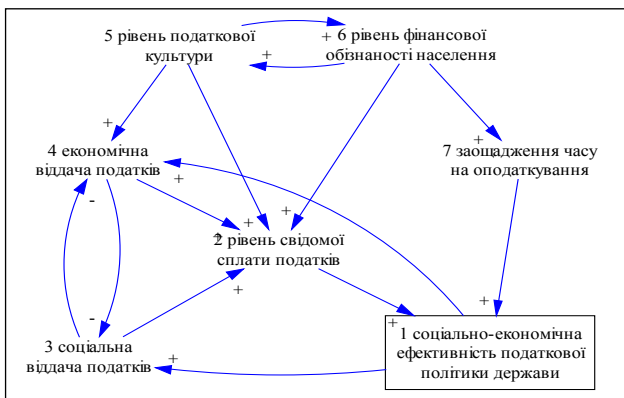 5 рівень податкової
культури
6 рівень фінансової
обізнаності населення
+
+
+
4 економічна
віддача податків
-
+
+
7 заощадження часу
на оподаткування
+
+
+
2 рівень свідомої
сплати податків
+
-
3 соціальна
віддача податків
+
+
+
1 соціально-економічна
ефективність податкової
політики держави